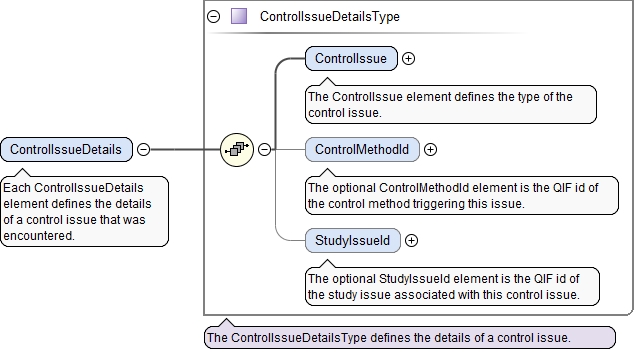 ControlIssueDetailsType
ControlIssue
The ControlIssue element defines the type of the
control issue.
ControlIssueDetails
Each ControlIssueDetails
element defines the details
of a control issue that was
encountered.
ControlMethodId
The optional ControlMethodId element is the QIF id of
the control method triggering this issue.
StudyIssueId
The optional StudyIssueId element is the QIF id of
the study issue associated with this control issue.
The ControlIssueDetailsType defines the details of a control issue.